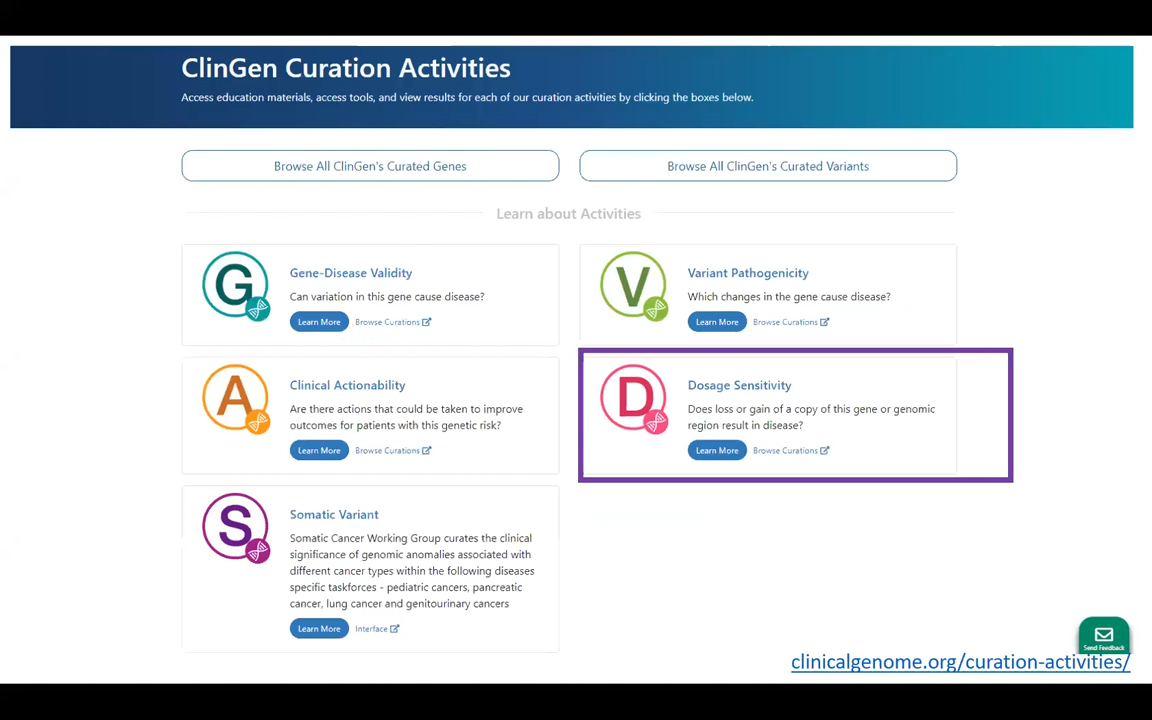 ClinGen Curation Activities
Access education materials, access tools, and view results for each of our curation activities by clicking the boxes below.
Browse All ClinGen's Curated Genes
Browse All ClinGen's Curated Variants
Learn about Activities
G
Gene-Disease Validity
Can variation in this gene cause disease?
Learn More Browse Curations
V
Variant Pathogenicity
Which changes in the gene cause disease?
Learn More Browse Curations
A
Clinical Actionability
Are there actions that could be taken to improve
outcomes for patients with this genetic risk?
Learn More Browse Curations
D
Dosage Sensitivity
Does loss or gain of a copy of this gene or genomic
region result in disease?
Learn More Browse Curations
S
Somatic Variant
Somatic Cancer Working Group curates the clinical
significance of genomic anomalies associated with
different cancer types within the following diseases
specific taskforces - pediatric cancers, pancreatic
cancer, lung cancer and genitourinary cancers
Learn More Interface
Send Feedback
clinicalgenome.org/curation-activities/